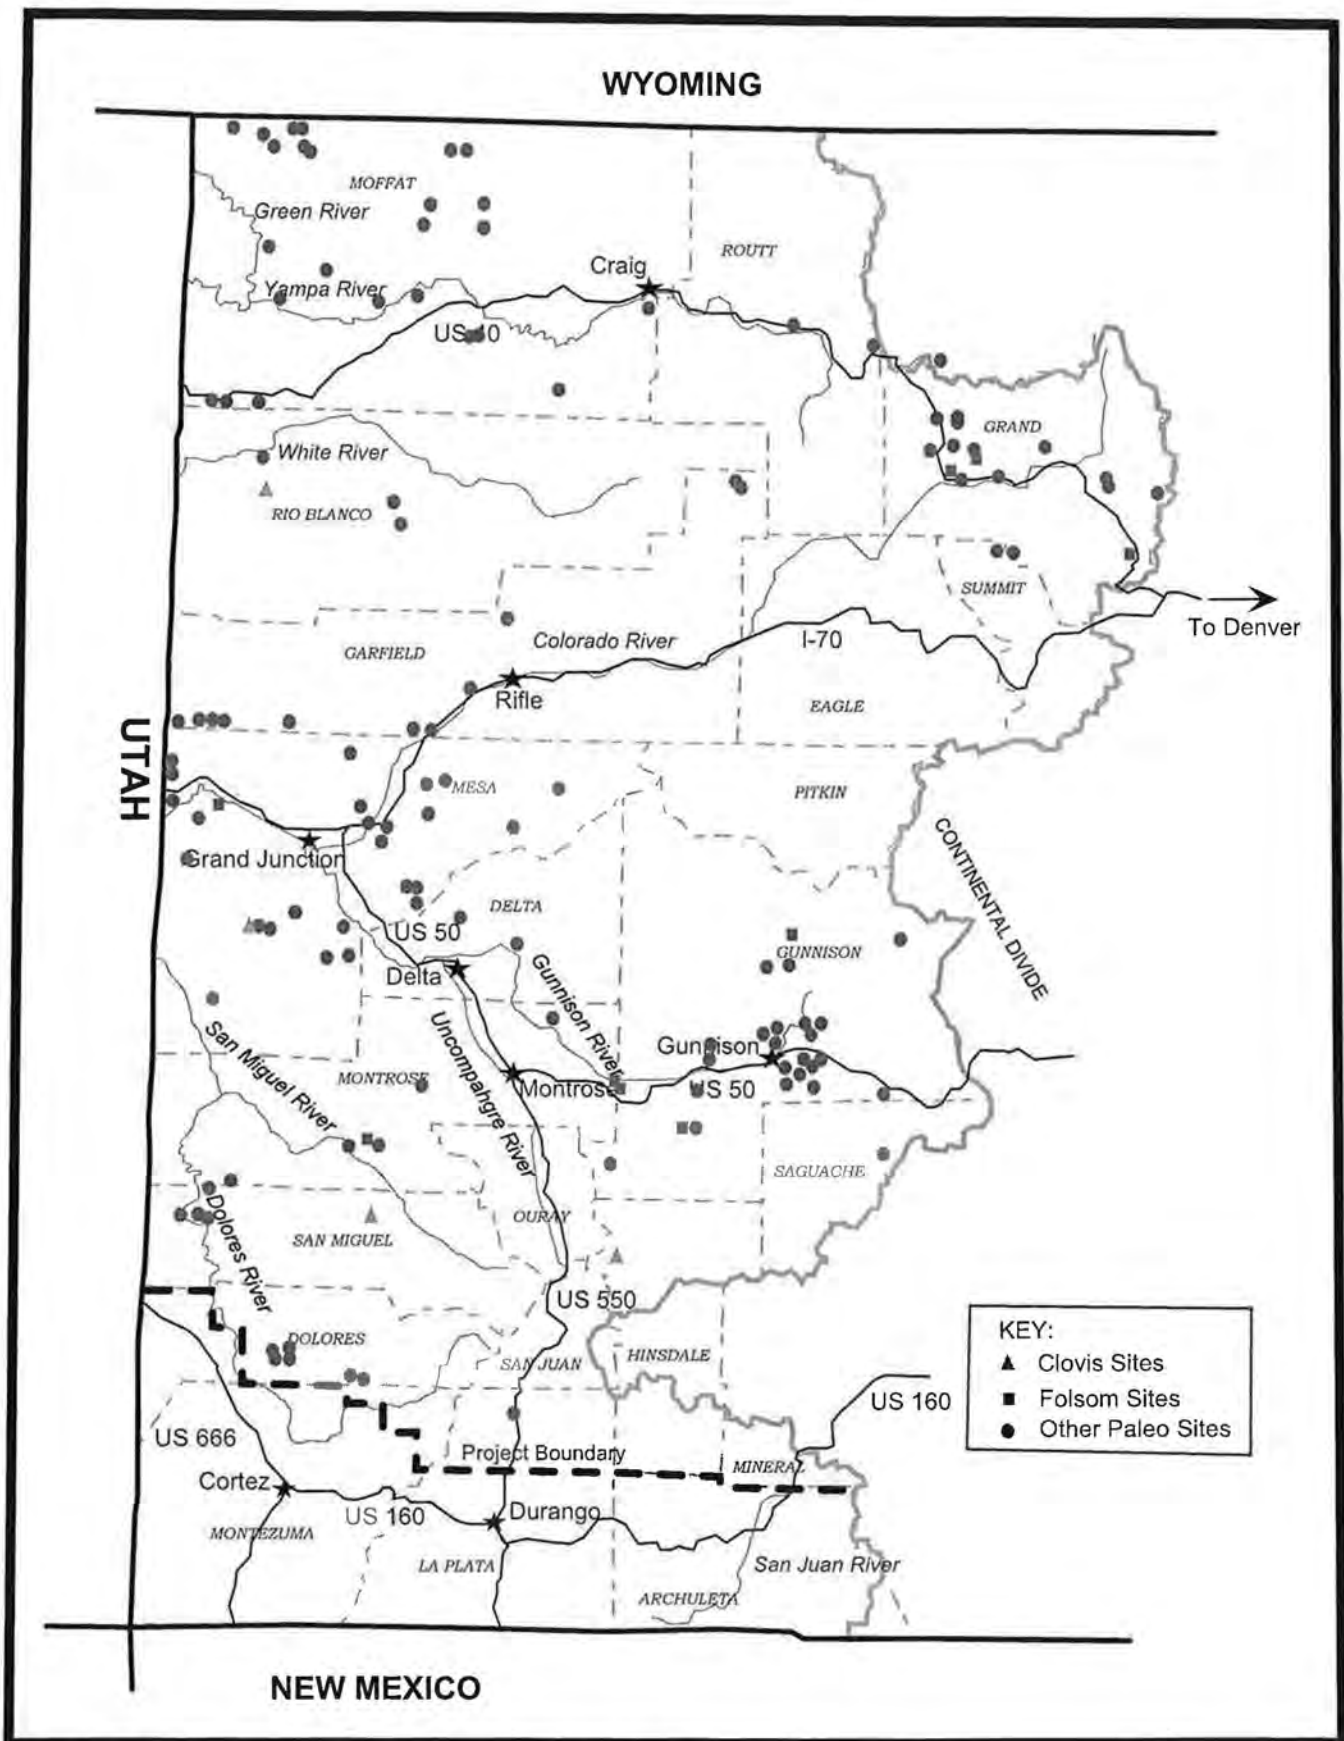 WYOMING
MOFFAT
Green River
ROUTT
Craig
Yampa River
US 40
GRAND
White River
RIO BLANCO
SUMMIT
To Denver
Colorado River
I-70
GARFIELD
Rifle
EAGLE
UTAH
MESA
PITKIN
Grand Junction
CONTINENTAL DIVIDE
DELTA
US 50
GUNNISON
Delta
Gunnison River
San Miguel River
Uncompahgre River
Gunnison
MONTROSE
Montrose
US 50
SAGUACHE
Dolores River
OURAY
SAN MIGUEL
US 550
DOLORES
SAN JUAN
HINSDALE
KEY:
Clovis Sites
Folsom Sites
Other Paleo Sites
US 160
US 666
Project Boundary
MINERAL
Cortez
US 160
Durango
MONTEZUMA
LA PLATA
San Juan River
ARCHULETA
NEW MEXICO